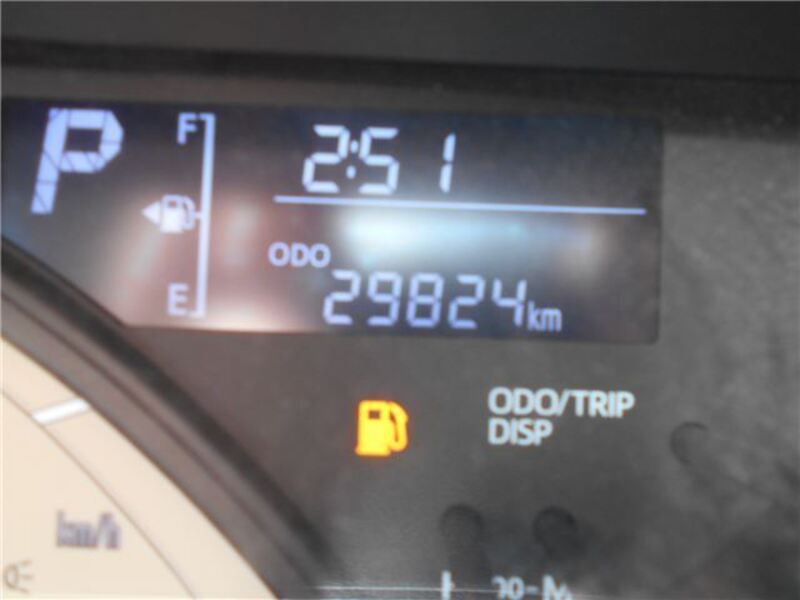 P
F
2:51
ODO
E
29824km
ODO/TRIP
DISP
km/h